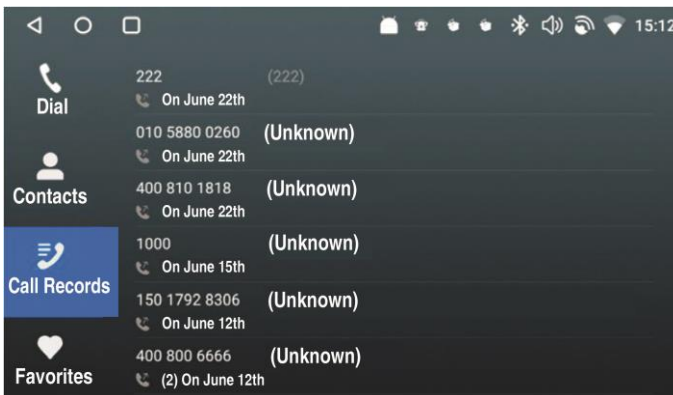 15:12
Dial
Contacts
Call Records
Favorites
222 (222)
On June 22th
010 5880 0260 (Unknown)
On June 22th
400 810 1818 (Unknown)
On June 22th
1000 (Unknown)
On June 15th
150 1792 8306 (Unknown)
On June 12th
400 800 6666 (Unknown)
(2) On June 12th